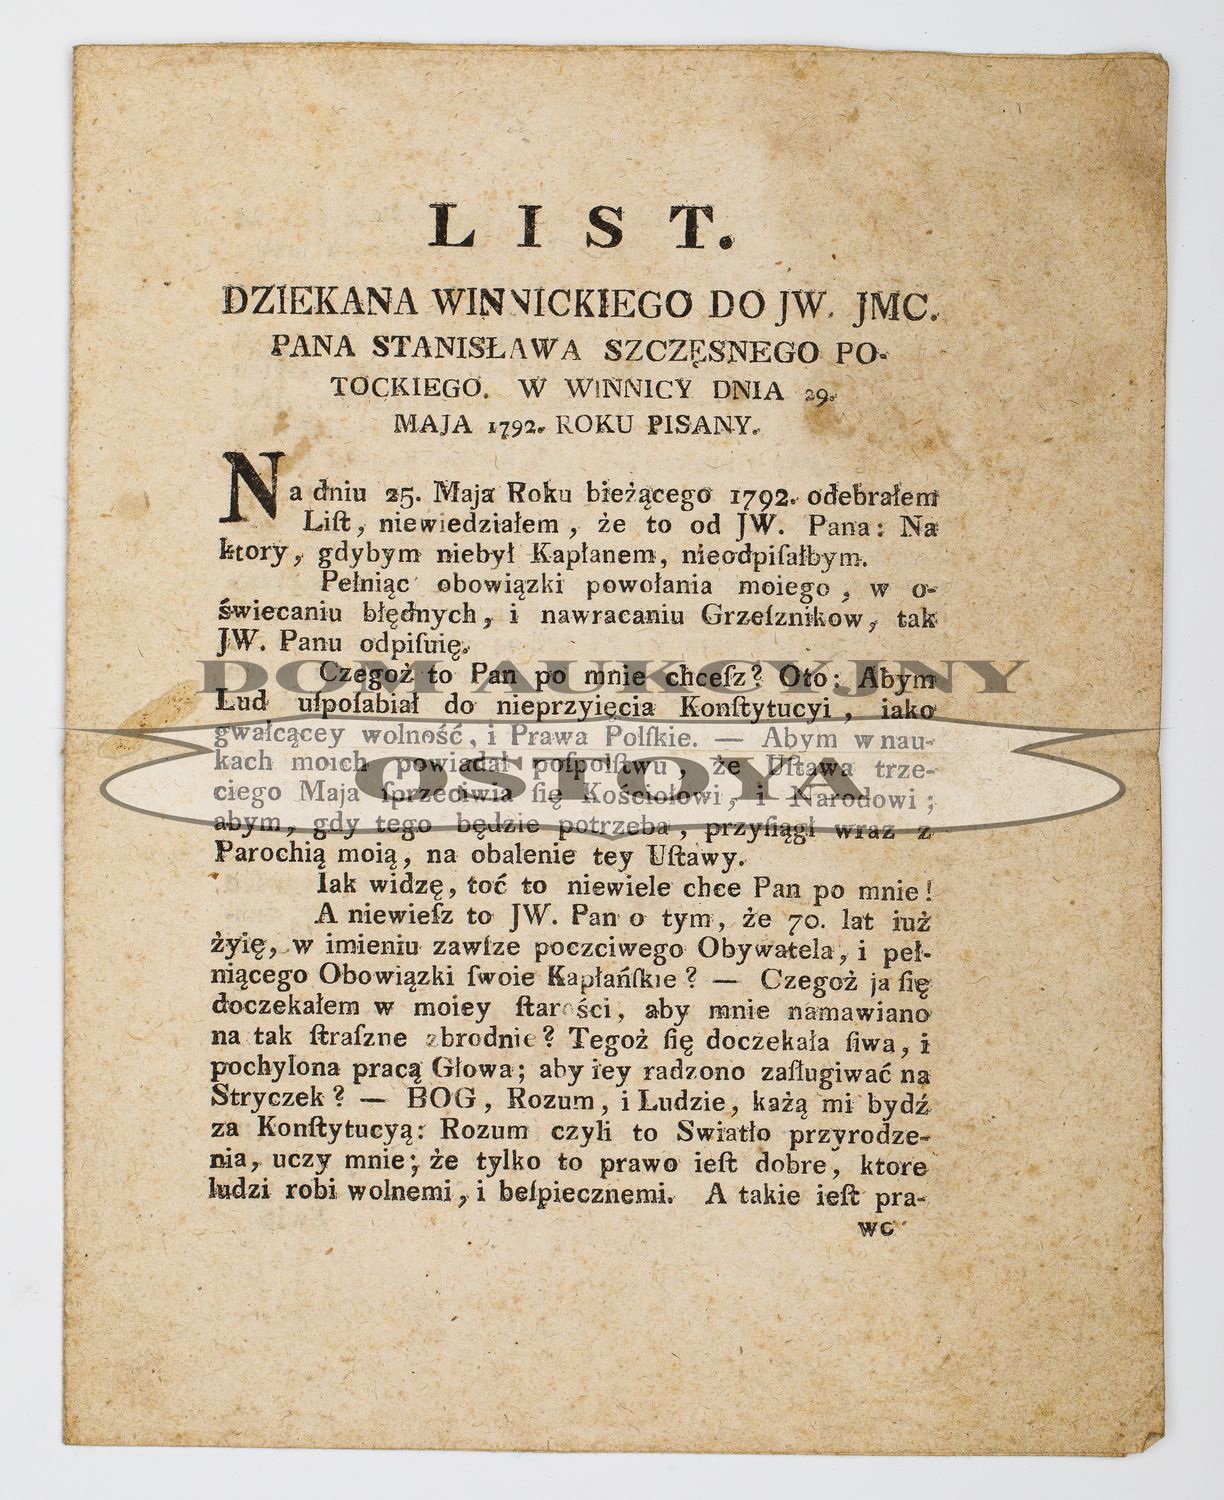 L I S T.
DZIEKANA WINNICKIEGO DO JW. JMC.
PANA STANISŁAWA SZCZĘSNEGO PO-
TOCKIEGO. W WINNICY DNIA 29.
MAJA 1792. ROKU PISANY.
Na dniu 25. Maja Roku bieżącego 1792. odebrałem
Liſt, niewiedziałem, że to od JW. Pana: Na
ktory, gdybym niebył Kapłanem, nieodpiſałbym.
Pełniąc obowiązki powołania moiego, w o-
świecaniu błędnych, i nawracaniu Grzeſznikow, tak
JW. Panu odpiſuię.
Czegoż to Pan po mnie chceſz? Oto: Abym
DOM AUKCYJNY
Lud uſpoſabiał do nieprzyięcia Konſtytucyi, iako
gwałcącey wolność, i Prawa Polſkie. — Abym w nau-
kach moich powiadał poſpolſtwu, że Uſtawa trze-
OSTOYA
ciego Maja ſprzeciwia ſię Kościołowi, i Narodowi;
abym, gdy tego będzie potrzeba, przyſiągł wraz z
Parochią moią, na obalenie tey Uſtawy.
Iak widzę, toć to niewiele chce Pan po mnie!
A niewieſz to JW. Pan o tym, że 70. lat iuż
żyię, w imieniu zawſze poczciwego Obywatela, i peł-
niącego Obowiązki ſwoie Kapłańſkie? — Czegoż ja ſię
doczekałem w moiey ſtarości, aby mnie namawiano
na tak ſtraſzne zbrodnie? Tegoż ſię doczekała ſiwa, i
pochylona pracą Głowa; aby iey radzono zaſługiwać na
Stryczek? — BOG, Rozum, i Ludzie, każą mi bydź
za Konſtytucyą: Rozum czyli to Swiatło przyrodze-
nia, uczy mnie; że tylko to prawo ieſt dobre, ktore
ludzi robi wolnemi, i beſpiecznemi. A takie ieſt pra-
wo